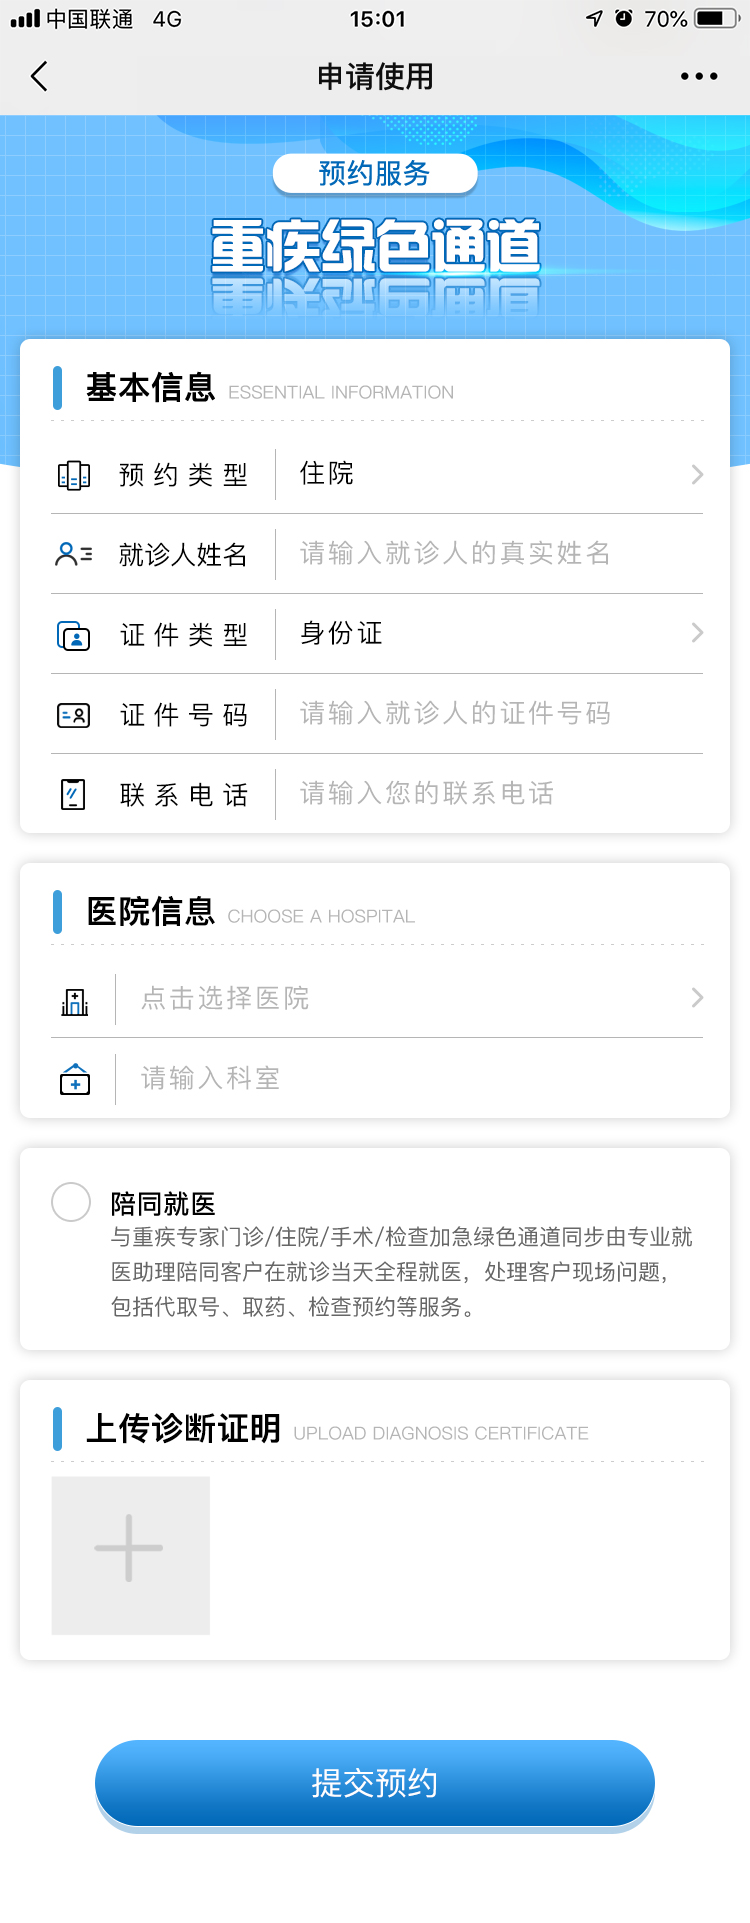 中国联通 4G 15:01 70%
申请使用
预约服务
重疾绿色通道
基本信息 ESSENTIAL INFORMATION
预约类型 住院
就诊人姓名 请输入就诊人的真实姓名
证件类型 身份证
证件号码 请输入就诊人的证件号码
联系电话 请输入您的联系电话
医院信息 CHOOSE A HOSPITAL
点击选择医院
请输入科室
陪同就医
与重疾专家门诊/住院/手术/检查加急绿色通道同步由专业就
医助理陪同客户在就诊当天全程就医，处理客户现场问题，
包括代取号、取药、检查预约等服务。
上传诊断证明 UPLOAD DIAGNOSIS CERTIFICATE
提交预约